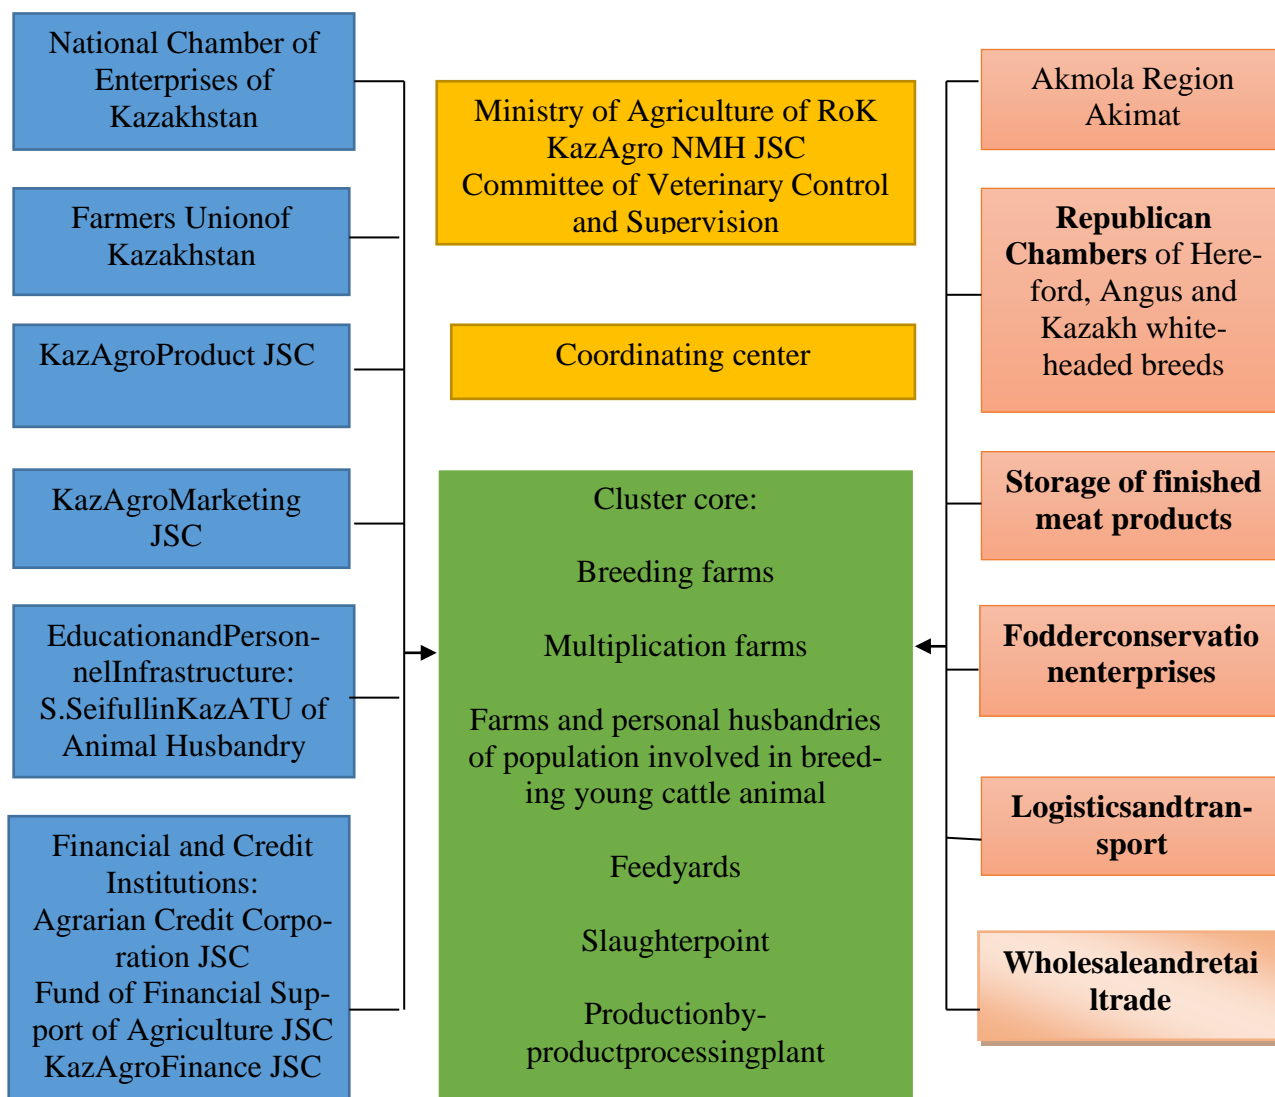 National Chamber of
Enterprises of
Kazakhstan
Farmers Unionof
Kazakhstan
KazAgroProduct JSC
KazAgroMarketing
JSC
EducationandPerson-
nelInfrastructure:
S.SeifullinKazATU of
Animal Husbandry
Financial and Credit
Institutions:
Agrarian Credit Corpo-
ration JSC
Fund of Financial Sup-
port of Agriculture JSC
KazAgroFinance JSC
Ministry of Agriculture of RoK
KazAgro NMH JSC
Committee of Veterinary Control
and Supervision
Coordinating center
Cluster core:
Breeding farms
Multiplication farms
Farms and personal husbandries
of population involved in breed-
ing young cattle animal
Feedyards
Slaughterpoint
Productionby-
productprocessingplant
Akmola Region
Akimat
Republican
Chambers of Here-
ford, Angus and
Kazakh white-
headed breeds
Storage of finished
meat products
Fodderconservatio
nenterprises
Logisticsandtran-
sport
Wholesaleandretai
ltrade